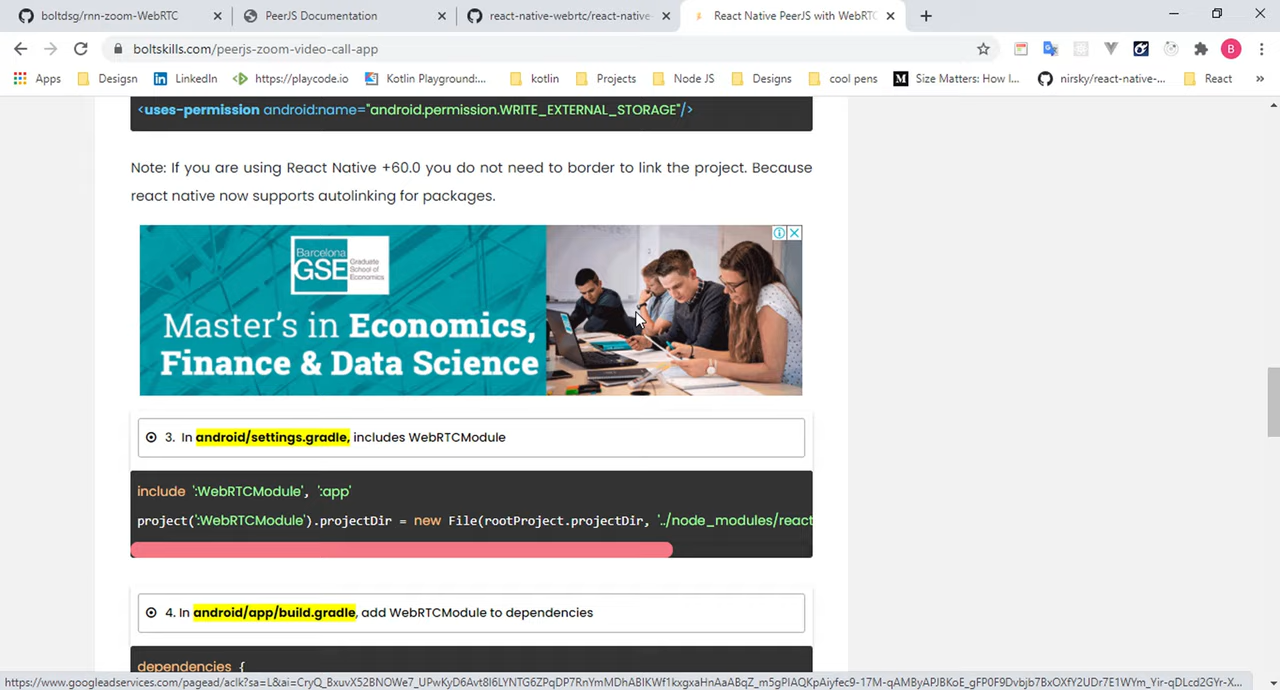 boltdsg/rnn-zoom-WebRTC
PeerJS Documentation
react-native-webrtc/react-native-
React Native PeerJS with WebRTC
boltskills.com/peerjs-zoom-video-call-app
B
Apps
Designn
LinkedIn
https://playcode.io
Kotlin Playground:...
kotlin
Projects
Node JS
Designs
cool pens
Size Matters: How I...
nirsky/react-native-...
React
»
<uses-permission android:name="android.permission.WRITE_EXTERNAL_STORAGE"/>
Note: If you are using React Native +60.0 you do not need to border to link the project. Because
react native now supports autolinking for packages.
Barcelona
GSE
Graduate
School of
Economics
Master's in Economics,
Finance & Data Science
3. In android/settings.gradle, includes WebRTCModule
include ':WebRTCModule', ':app'
project(':WebRTCModule').projectDir = new File(rootProject.projectDir, '../node_modules/react
4. In android/app/build.gradle, add WebRTCModule to dependencies
dependencies {